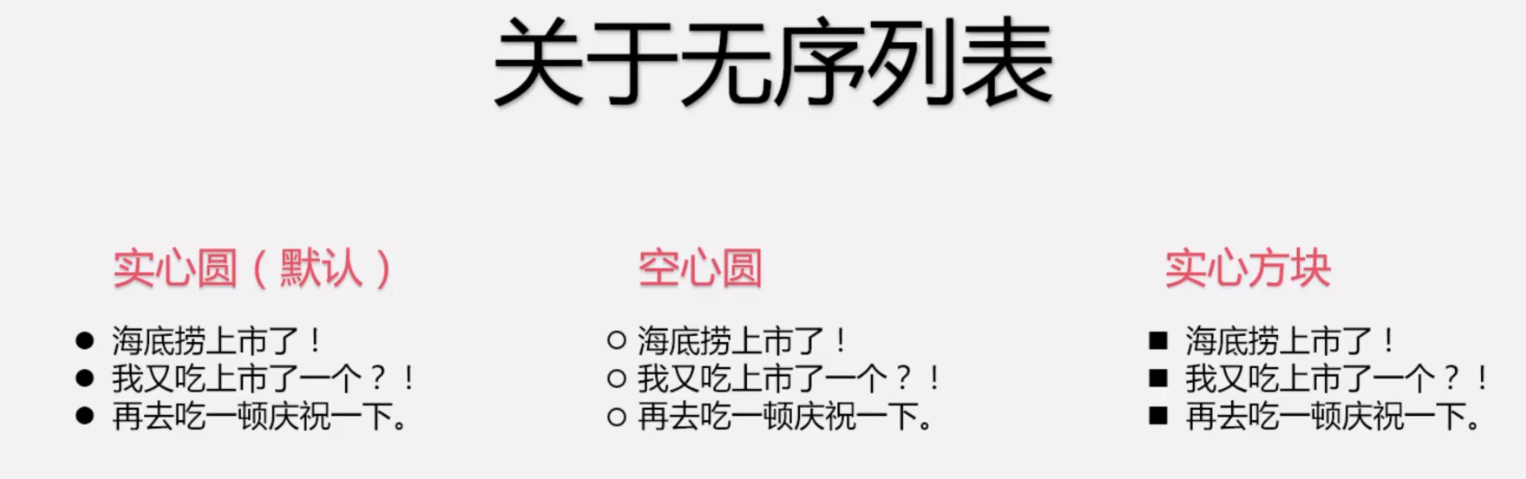 关于无序列表
实心圆（默认）
● 海底捞上市了！
● 我又吃上市了一个？！
● 再去吃一顿庆祝一下。
空心圆
○ 海底捞上市了！
○ 我又吃上市了一个？！
○ 再去吃一顿庆祝一下。
实心方块
■ 海底捞上市了！
■ 我又吃上市了一个？！
■ 再去吃一顿庆祝一下。